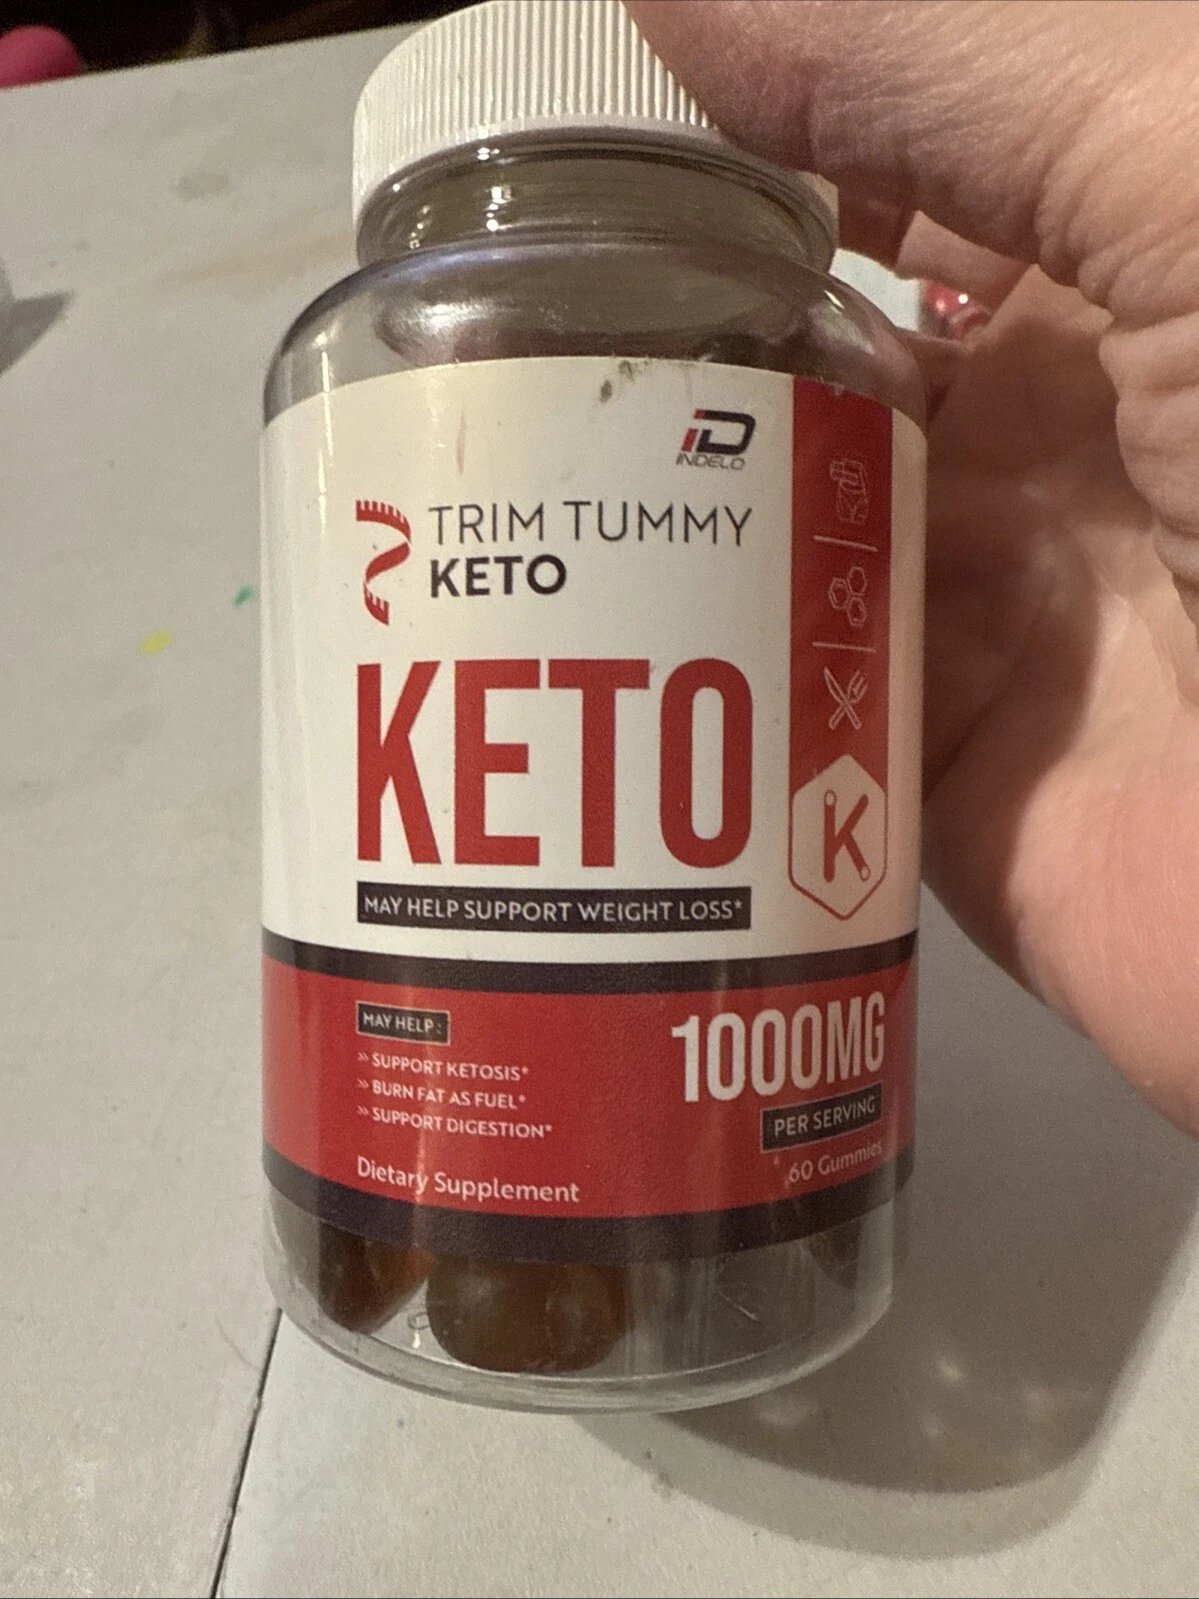 iD
INDELO
TRIM TUMMY
KETO
KETO
MAY HELP SUPPORT WEIGHT LOSS*
K
MAY HELP :
» SUPPORT KETOSIS*
» BURN FAT AS FUEL*
» SUPPORT DIGESTION*
Dietary Supplement
1000MG
PER SERVING
60 Gummies